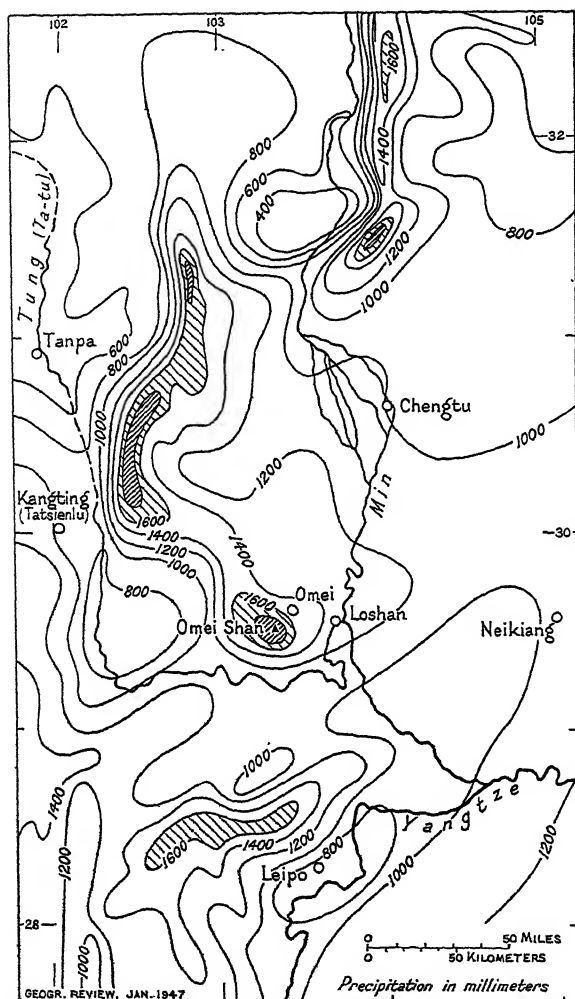 102 103 105
1600
32
1400
800
600
400
800
1200
1000
Tung (Ta-tu)
Tanpa
600
800
Chengtu
1000
1000
1200
Min
Kangting
(Tatsienlu)
1600
1400
1200
1000
1400
30
800
1600
Omei
Omei Shan
Loshan
Neikiang
1000
1400
1200
1600
1400
1200
800
Yangtze
Leipo
1000
1200
28
1000
0 50 MILES
0 50 KILOMETERS
GEOGR. REVIEW, JAN. 1947
Precipitation in millimeters